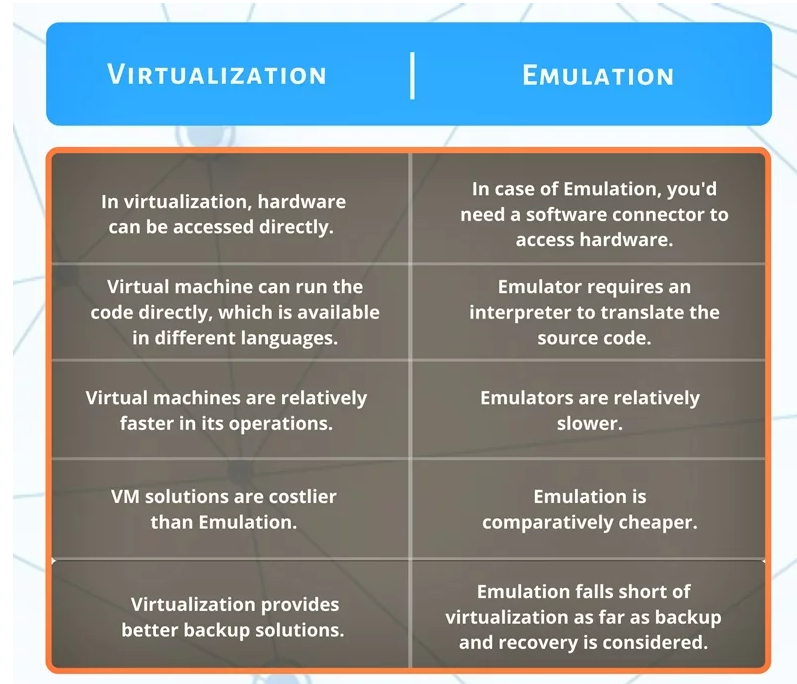 VIRTUALIZATION | EMULATION
In virtualization, hardware
can be accessed directly.
In case of Emulation, you'd
need a software connector to
access hardware.
Virtual machine can run the
code directly, which is available
in different languages.
Emulator requires an
interpreter to translate the
source code.
Virtual machines are relatively
faster in its operations.
Emulators are relatively
slower.
VM solutions are costlier
than Emulation.
Emulation is
comparatively cheaper.
Virtualization provides
better backup solutions.
Emulation falls short of
virtualization as far as backup
and recovery is considered.